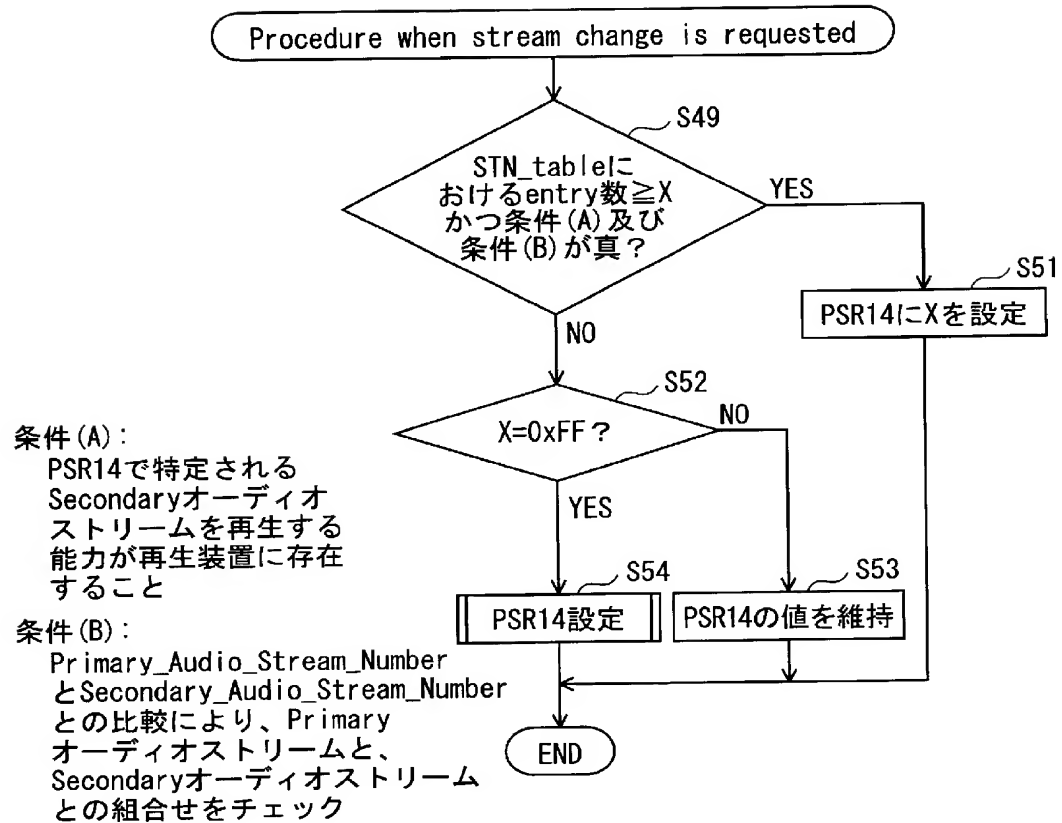 Procedure when stream change is requested
S49
STN_tableに
おけるentry数≧X
かつ条件(A)及び
条件(B)が真？
YES
S51
PSR14にXを設定
NO
S52
X=0xFF？
NO
YES
条件(A)：
PSR14で特定される
Secondaryオーディオ
ストリームを再生する
能力が再生装置に存在
すること
S54
PSR14設定
S53
PSR14の値を維持
条件(B)：
Primary_Audio_Stream_Number
とSecondary_Audio_Stream_Number
との比較により、Primary
オーディオストリームと、
Secondaryオーディオストリーム
との組合せをチェック
END